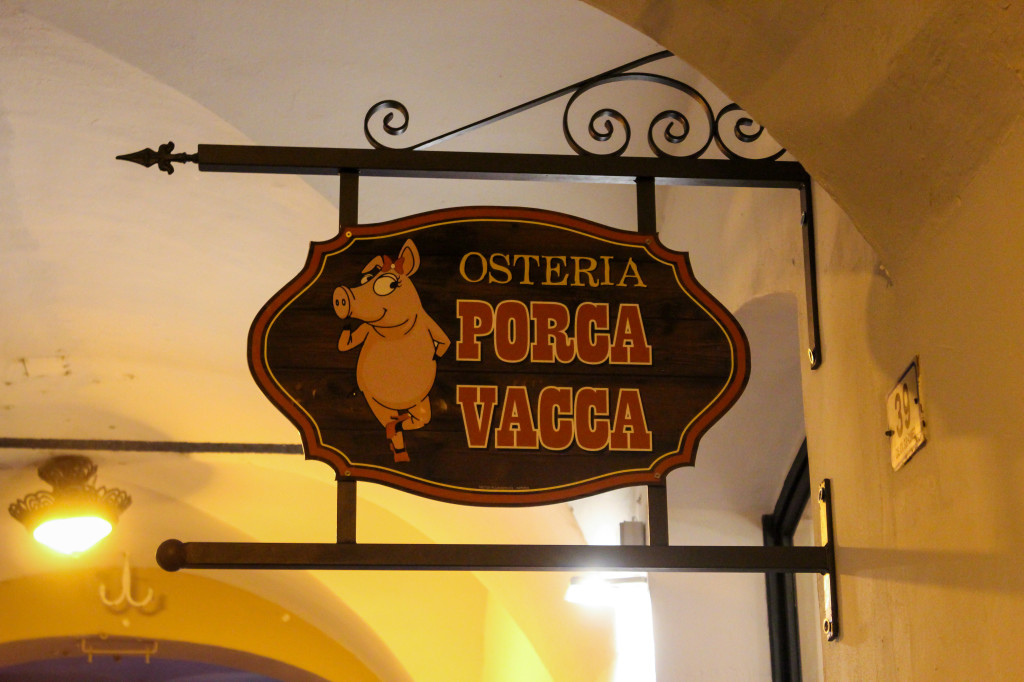 OSTERIA
PORCA
VACCA
39